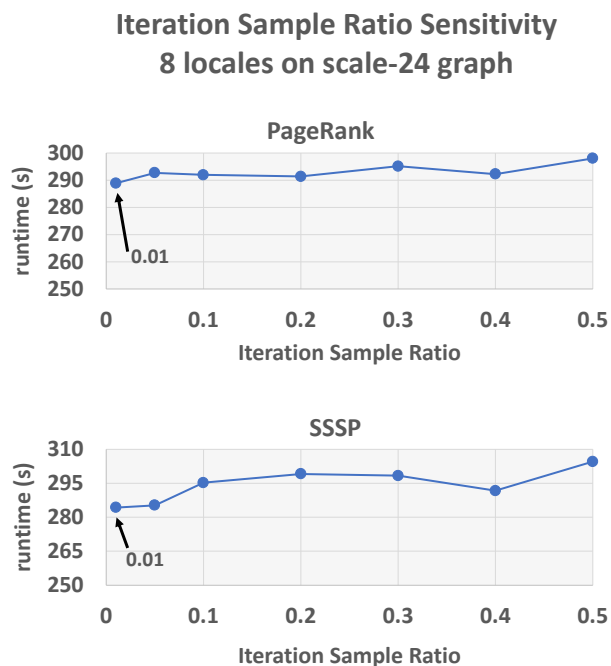 Iteration Sample Ratio Sensitivity
8 locales on scale-24 graph
PageRank
runtime (s)
300
290
280
270
260
250
0.01
0 0.1 0.2 0.3 0.4 0.5
Iteration Sample Ratio
SSSP
runtime (s)
310
295
280
265
250
0.01
0 0.1 0.2 0.3 0.4 0.5
Iteration Sample Ratio